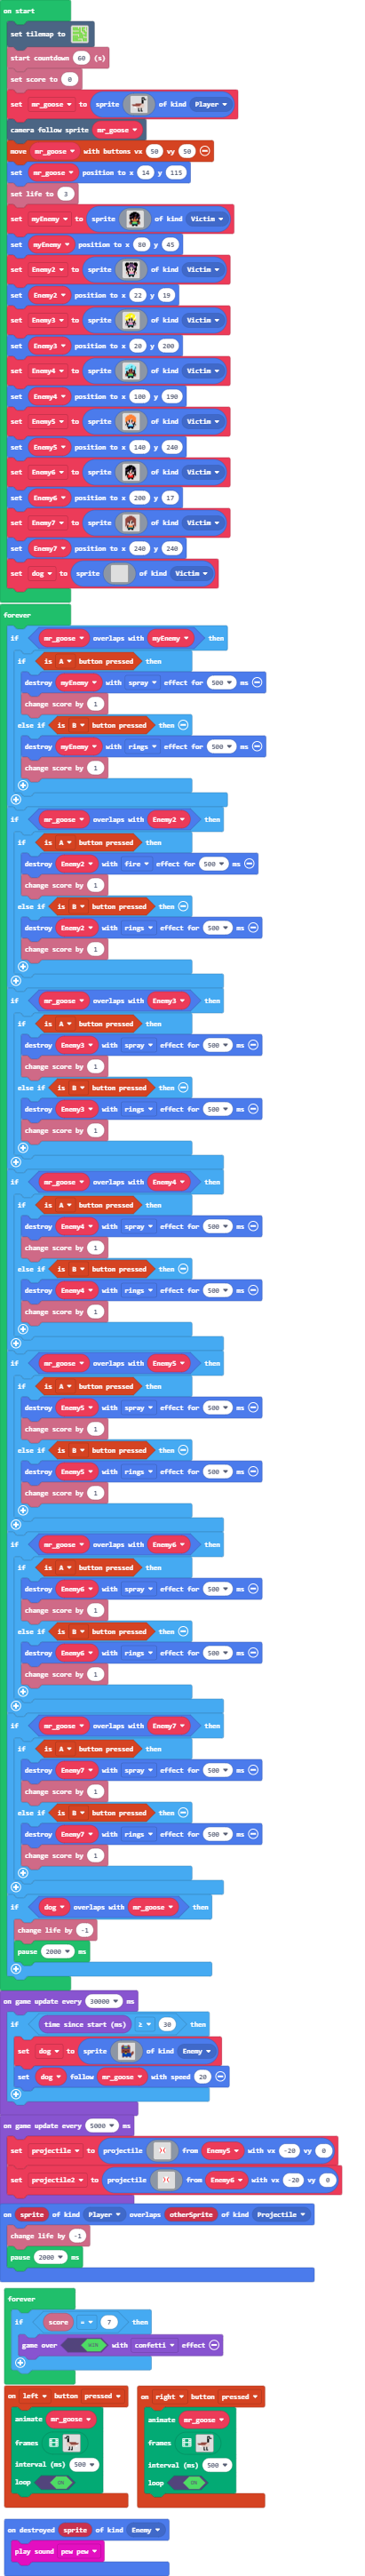 on start
set tilemap to
start countdown 60 (s)
set score to 0
set mr_goose to sprite of kind Player
camera follow sprite mr_goose
move mr_goose with buttons vx 50 vy 50
set mr_goose position to x 14 y 115
set life to 3
set myEnemy to sprite of kind Victim
set myEnemy position to x 80 y 45
set Enemy2 to sprite of kind Victim
set Enemy2 position to x 22 y 19
set Enemy3 to sprite of kind Victim
set Enemy3 position to x 20 y 200
set Enemy4 to sprite of kind Victim
set Enemy4 position to x 100 y 190
set Enemy5 to sprite of kind Victim
set Enemy5 position to x 140 y 240
set Enemy6 to sprite of kind Victim
set Enemy6 position to x 200 y 17
set Enemy7 to sprite of kind Victim
set Enemy7 position to x 240 y 240
set dog to sprite of kind Victim
forever
if mr_goose overlaps with myEnemy then
if is A button pressed then
destroy myEnemy with spray effect for 500 ms
change score by 1
else if is B button pressed then
destroy myEnemy with rings effect for 500 ms
change score by 1
if mr_goose overlaps with Enemy2 then
if is A button pressed then
destroy Enemy2 with fire effect for 500 ms
change score by 1
else if is B button pressed then
destroy Enemy2 with rings effect for 500 ms
change score by 1
if mr_goose overlaps with Enemy3 then
if is A button pressed then
destroy Enemy3 with spray effect for 500 ms
change score by 1
else if is B button pressed then
destroy Enemy3 with rings effect for 500 ms
change score by 1
if mr_goose overlaps with Enemy4 then
if is A button pressed then
destroy Enemy4 with spray effect for 500 ms
change score by 1
else if is B button pressed then
destroy Enemy4 with rings effect for 500 ms
change score by 1
if mr_goose overlaps with Enemy5 then
if is A button pressed then
destroy Enemy5 with spray effect for 500 ms
change score by 1
else if is B button pressed then
destroy Enemy5 with rings effect for 500 ms
change score by 1
if mr_goose overlaps with Enemy6 then
if is A button pressed then
destroy Enemy6 with spray effect for 500 ms
change score by 1
else if is B button pressed then
destroy Enemy6 with rings effect for 500 ms
change score by 1
if mr_goose overlaps with Enemy7 then
if is A button pressed then
destroy Enemy7 with spray effect for 500 ms
change score by 1
else if is B button pressed then
destroy Enemy7 with rings effect for 500 ms
change score by 1
if dog overlaps with mr_goose then
change life by -1
pause 2000 ms
on game update every 30000 ms
if time since start (ms) ≥ 30 then
set dog to sprite of kind Enemy
set dog follow mr_goose with speed 20
on game update every 5000 ms
set projectile to projectile from Enemy5 with vx -20 vy 0
set projectile2 to projectile from Enemy6 with vx -20 vy 0
on sprite of kind Player overlaps otherSprite of kind Projectile
change life by -1
pause 2000 ms
forever
if score = 7 then
game over WIN with confetti effect
on left button pressed
animate mr_goose
frames
interval (ms) 500
loop ON
on right button pressed
animate mr_goose
frames
interval (ms) 500
loop ON
on destroyed sprite of kind Enemy
play sound pew pew